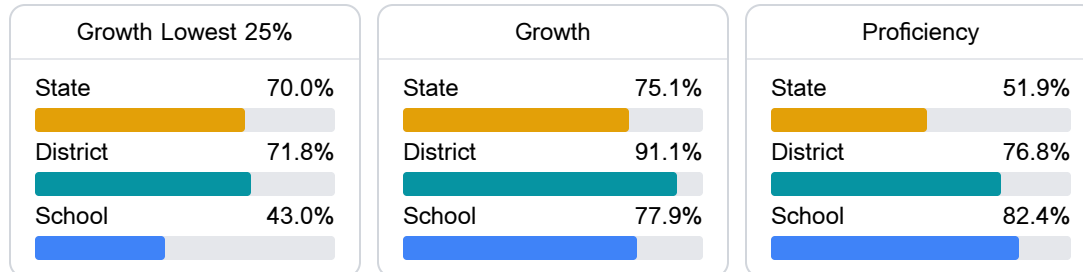 Growth Lowest 25%
State 70.0%
District 71.8%
School 43.0%
Growth
State 75.1%
District 91.1%
School 77.9%
Proficiency
State 51.9%
District 76.8%
School 82.4%